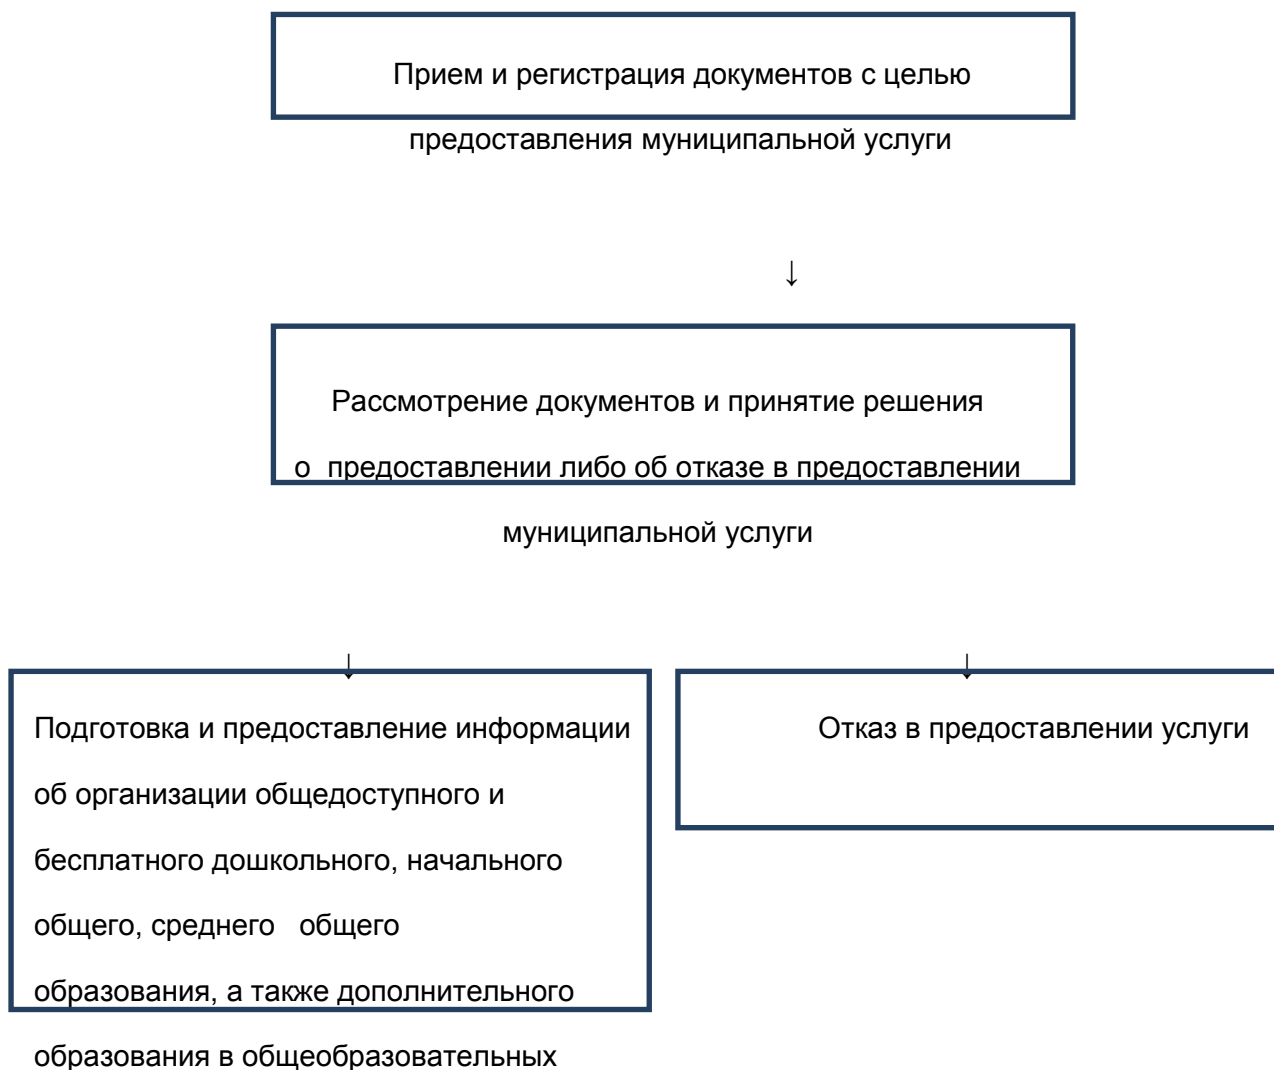 Прием и регистрация документов с целью
предоставления муниципальной услуги
↓
Рассмотрение документов и принятие решения
о  предоставлении либо об отказе в предоставлении
муниципальной услуги
↓ ↓
Подготовка и предоставление информации
об организации общедоступного и
бесплатного дошкольного, начального
общего, среднего   общего
образования, а также дополнительного
образования в общеобразовательных
Отказ в предоставлении услуги